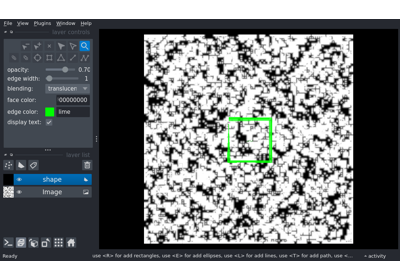 File View Plugins Window Help
layer controls
opacity: 0.70
edge width: 1
blending: translucen
face color: 00000000
edge color: lime
display text:
layer list
shape
Image
Ready
use <R> for add rectangles, use <E> for add ellipses, use <L> for add lines, use <T> for add path, use <...
activity